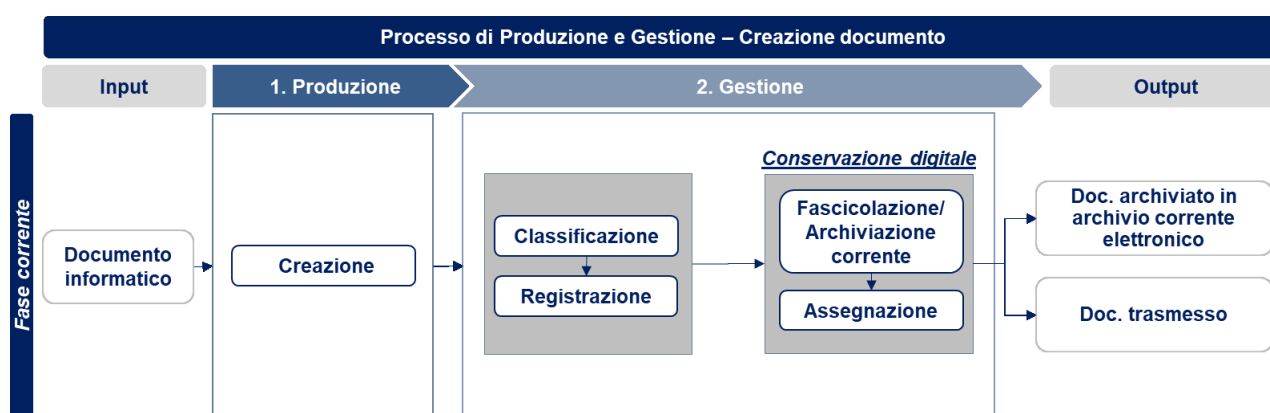 Processo di Produzione e Gestione – Creazione documento
Input
1. Produzione
2. Gestione
Output
Fase corrente
Documento
informatico
Creazione
Classificazione
Registrazione
Conservazione digitale
Fascicolazione/
Archiviazione
corrente
Assegnazione
Doc. archiviato in
archivio corrente
elettronico
Doc. trasmesso